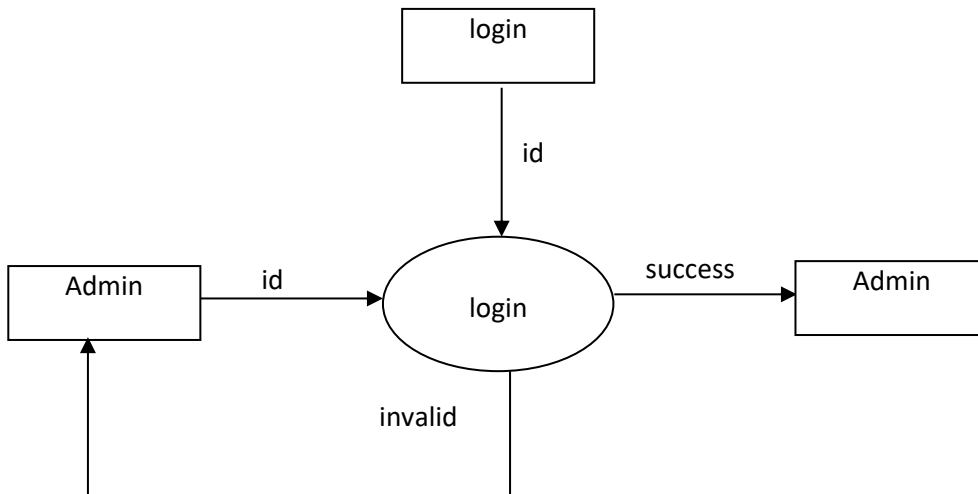 login
id
Admin
id
login
success
Admin
invalid